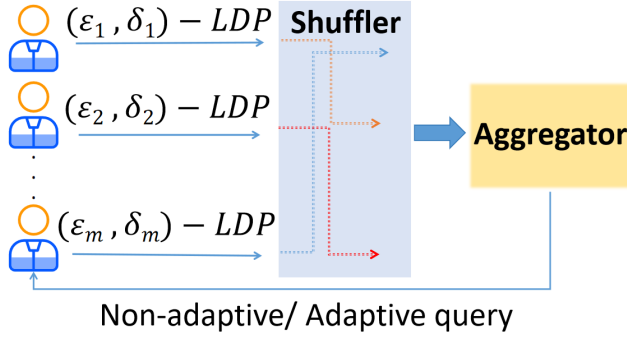 (ε₁ , δ₁) − LDP
Shuffler
(ε₂ , δ₂) − LDP
Aggregator
(εₘ , δₘ) − LDP
Non-adaptive/ Adaptive query